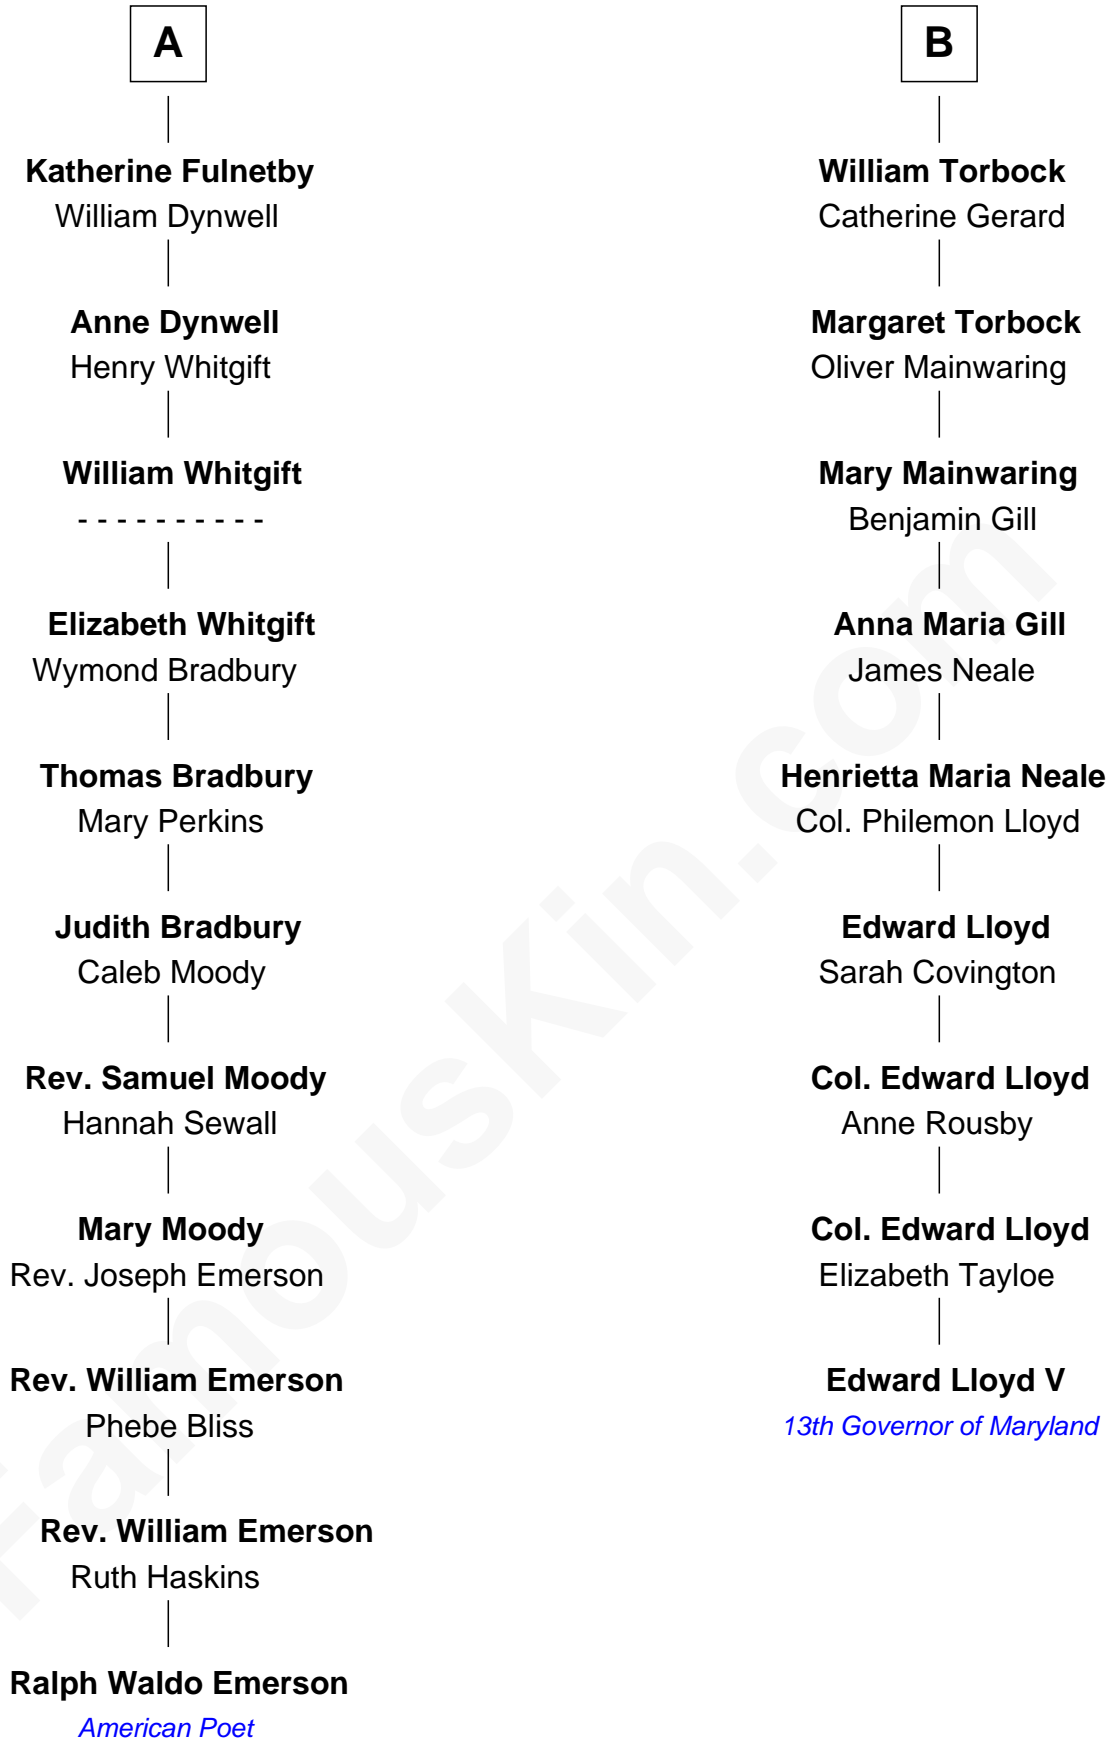 A
Katherine Fulnetby
William Dynwell
Anne Dynwell
Henry Whitgift
William Whitgift
- - - - - - - - - -
Elizabeth Whitgift
Wymond Bradbury
Thomas Bradbury
Mary Perkins
Judith Bradbury
Caleb Moody
Rev. Samuel Moody
Hannah Sewall
Mary Moody
Rev. Joseph Emerson
Rev. William Emerson
Phebe Bliss
Rev. William Emerson
Ruth Haskins
Ralph Waldo Emerson
American Poet
B
William Torbock
Catherine Gerard
Margaret Torbock
Oliver Mainwaring
Mary Mainwaring
Benjamin Gill
Anna Maria Gill
James Neale
Henrietta Maria Neale
Col. Philemon Lloyd
Edward Lloyd
Sarah Covington
Col. Edward Lloyd
Anne Rousby
Col. Edward Lloyd
Elizabeth Tayloe
Edward Lloyd V
13th Governor of Maryland
FamousKin.com